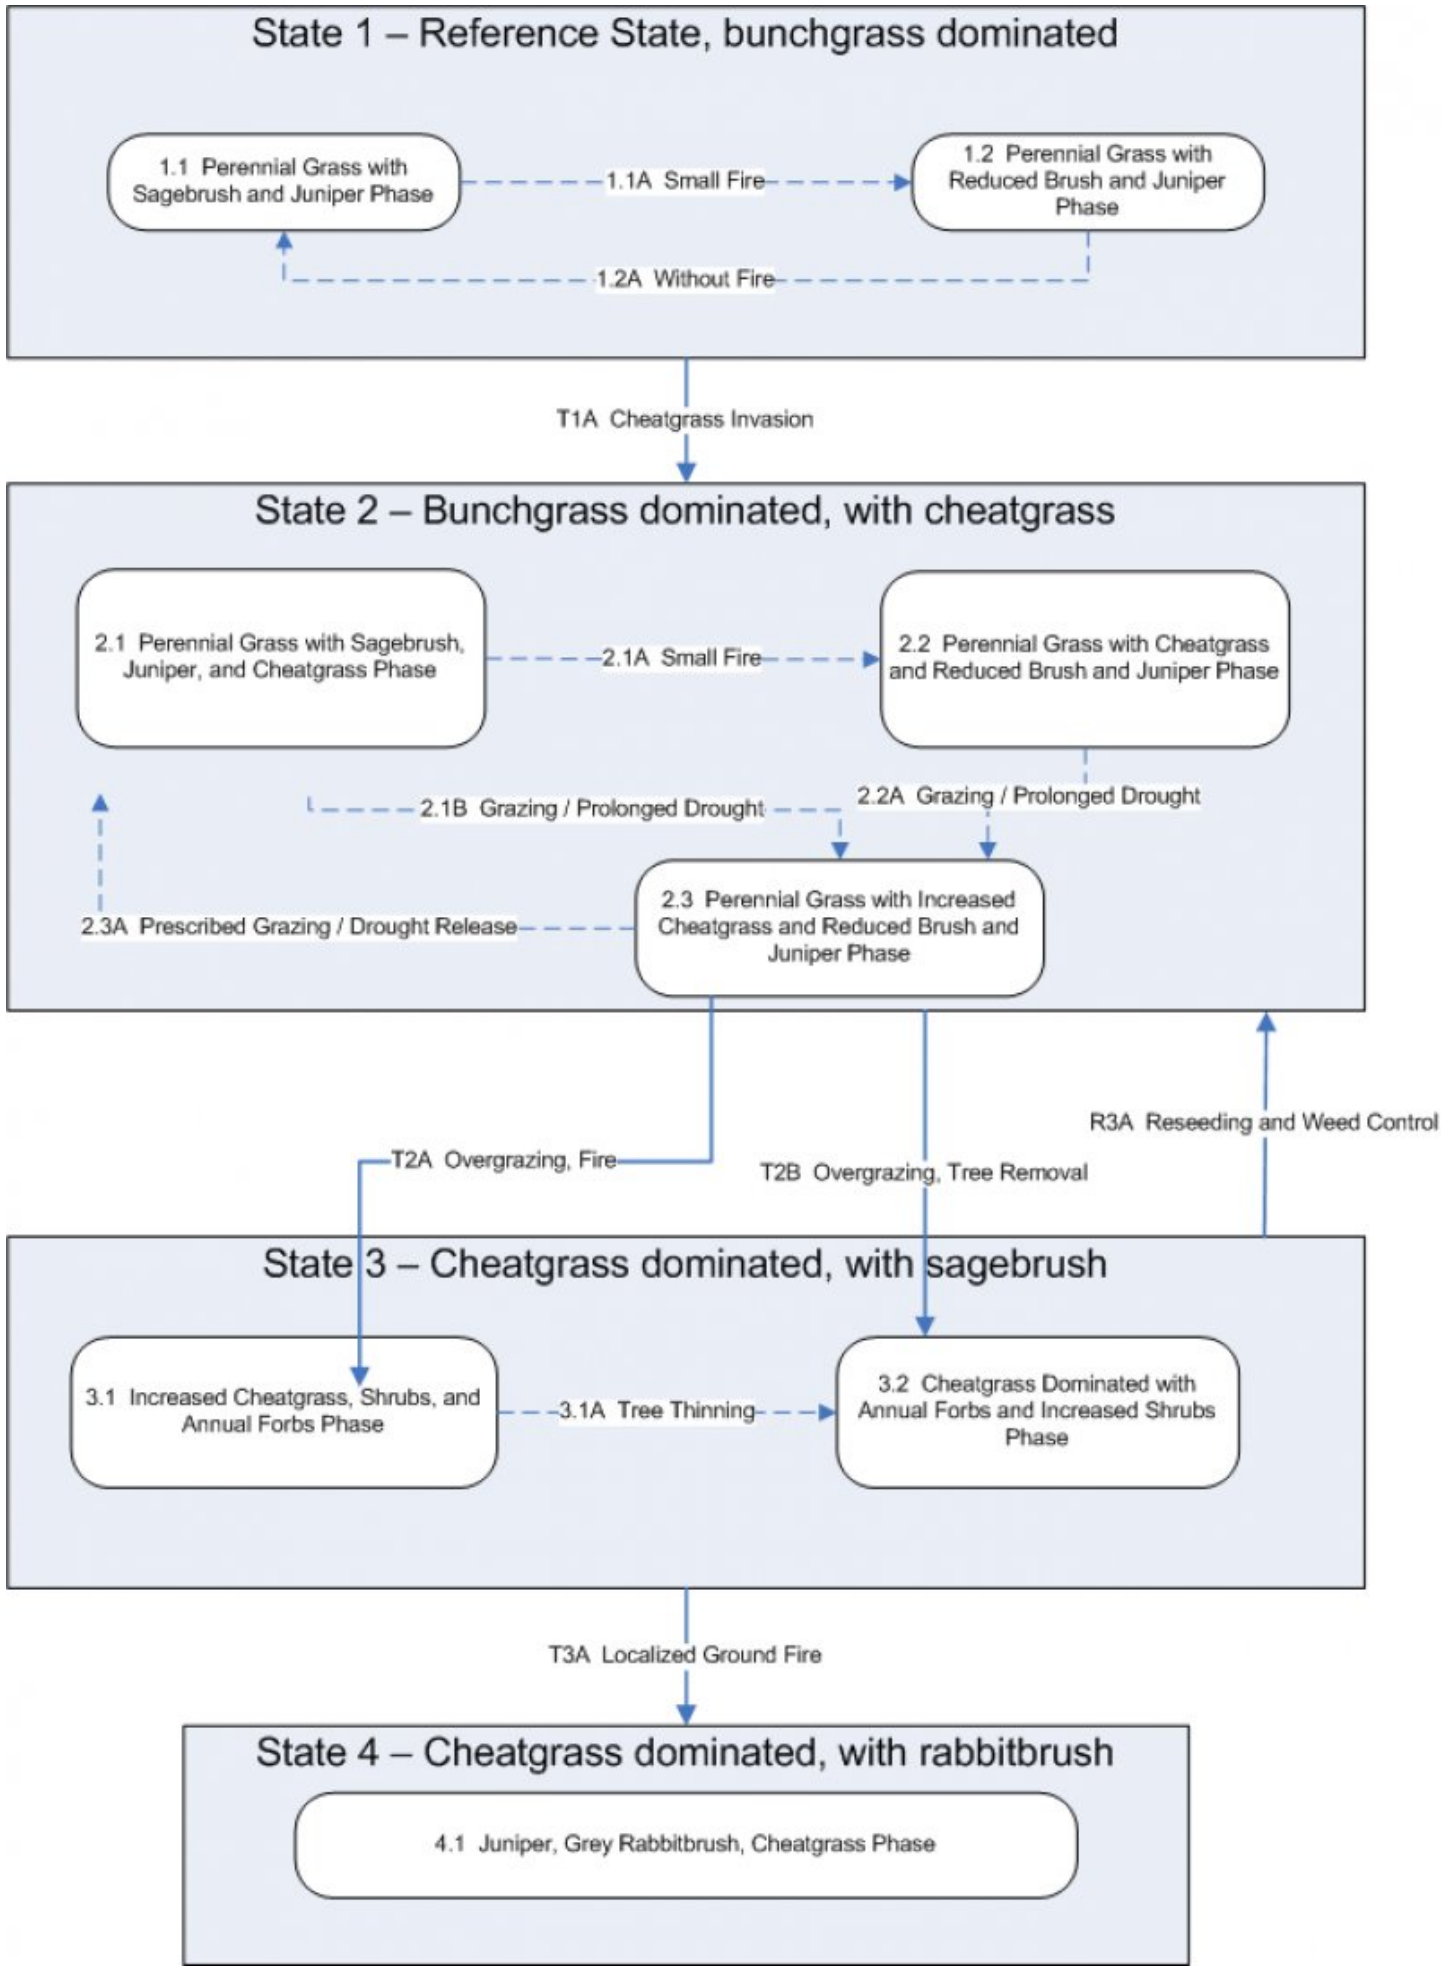 State 1 – Reference State, bunchgrass dominated
1.1 Perennial Grass with
Sagebrush and Juniper Phase
1.1A Small Fire
1.2 Perennial Grass with
Reduced Brush and Juniper
Phase
1.2A Without Fire
T1A Cheatgrass Invasion
State 2 – Bunchgrass dominated, with cheatgrass
2.1 Perennial Grass with Sagebrush,
Juniper, and Cheatgrass Phase
2.1A Small Fire
2.2 Perennial Grass with Cheatgrass
and Reduced Brush and Juniper Phase
2.1B Grazing / Prolonged Drought
2.2A Grazing / Prolonged Drought
2.3 Perennial Grass with Increased
Cheatgrass and Reduced Brush and
Juniper Phase
2.3A Prescribed Grazing / Drought Release
R3A Reseeding and Weed Control
T2A Overgrazing, Fire
T2B Overgrazing, Tree Removal
State 3 – Cheatgrass dominated, with sagebrush
3.1 Increased Cheatgrass, Shrubs, and
Annual Forbs Phase
3.1A Tree Thinning
3.2 Cheatgrass Dominated with
Annual Forbs and Increased Shrubs
Phase
T3A Localized Ground Fire
State 4 – Cheatgrass dominated, with rabbitbrush
4.1 Juniper, Grey Rabbitbrush, Cheatgrass Phase